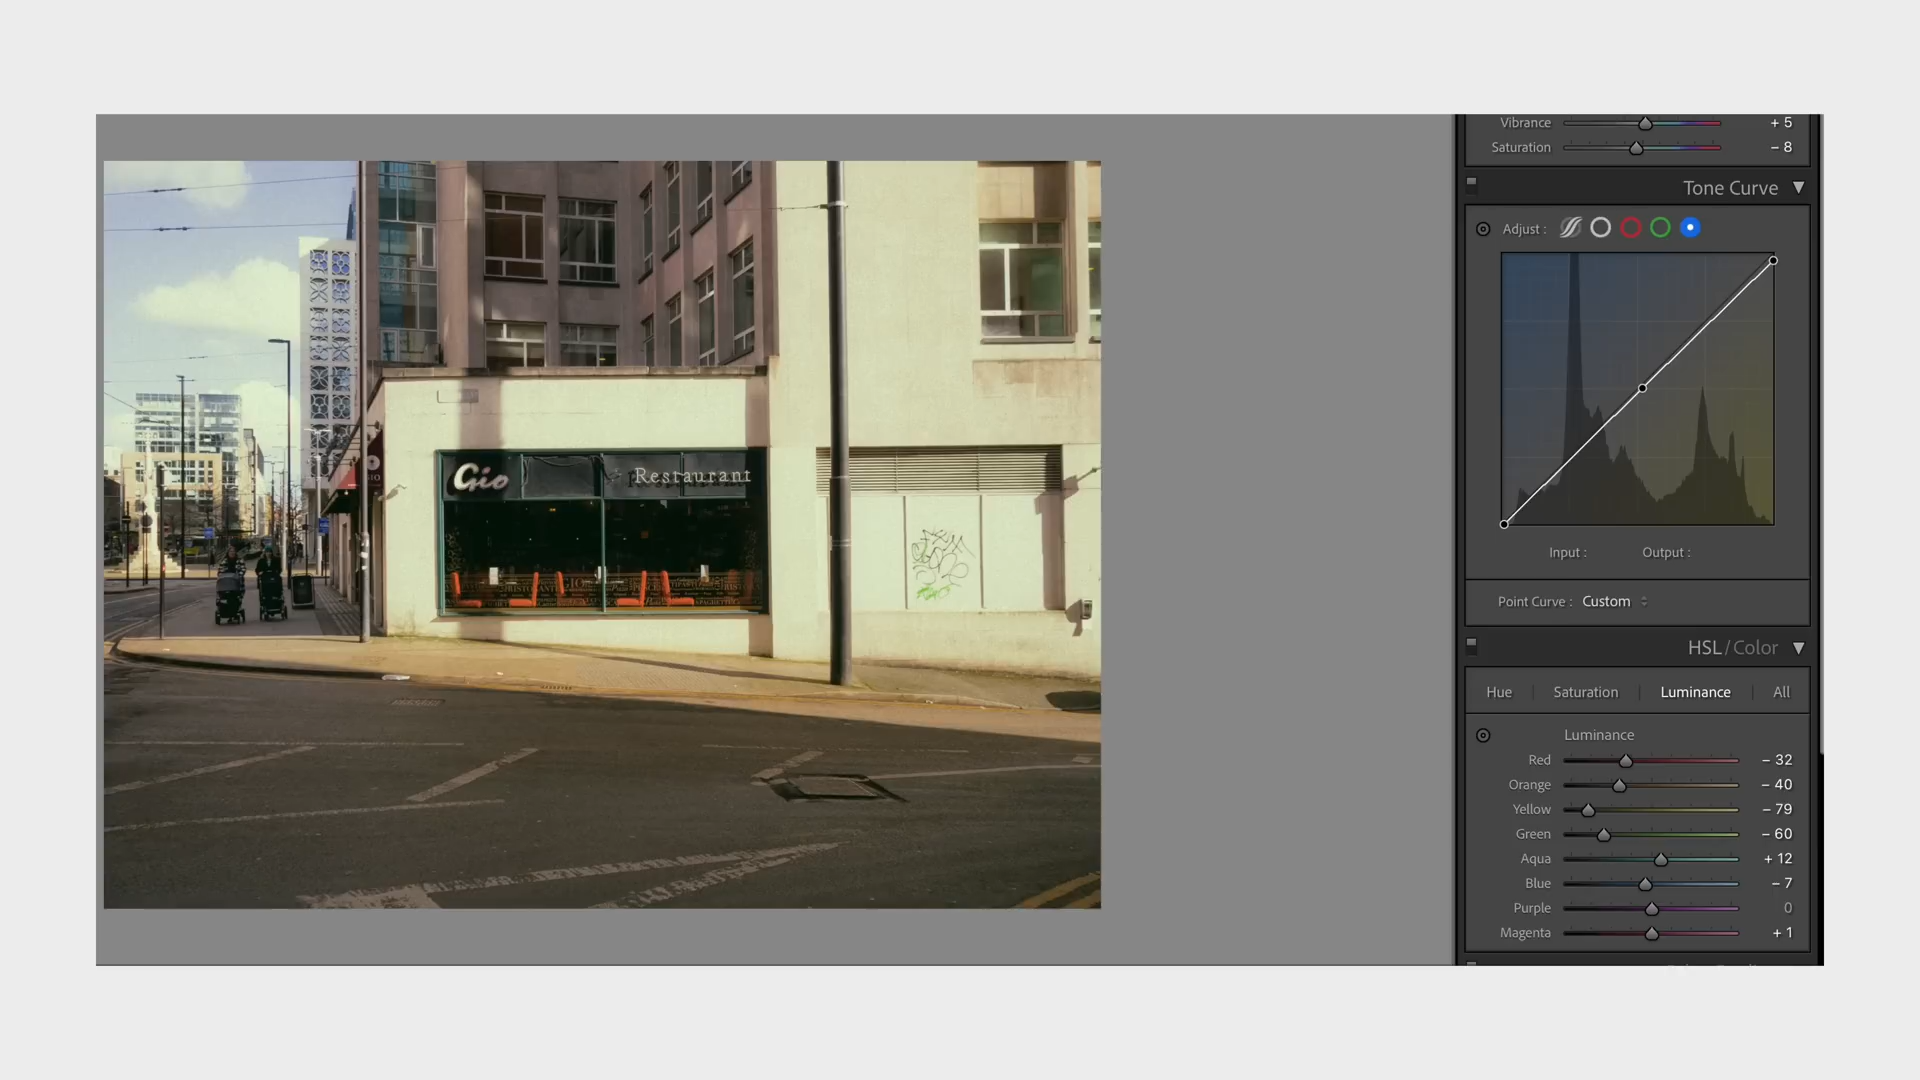 Vibrance + 5
Saturation – 8
Tone Curve
Adjust :
Input : Output :
Point Curve : Custom
HSL / Color
Hue Saturation Luminance All
Luminance
Red – 32
Orange – 40
Yellow – 79
Green – 60
Aqua + 12
Blue – 7
Purple 0
Magenta + 1
Gio Restaurant